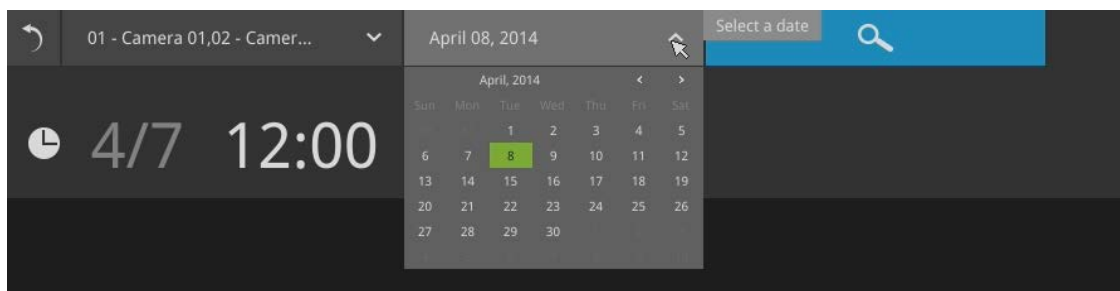 01 - Camera 01,02 - Camer...
April 08, 2014
Select a date
April, 2014
Sun Mon Tue Wed Thu Fri Sat
1 2 3 4 5
6 7 8 9 10 11 12
13 14 15 16 17 18 19
20 21 22 23 24 25 26
27 28 29 30
4/7 12:00